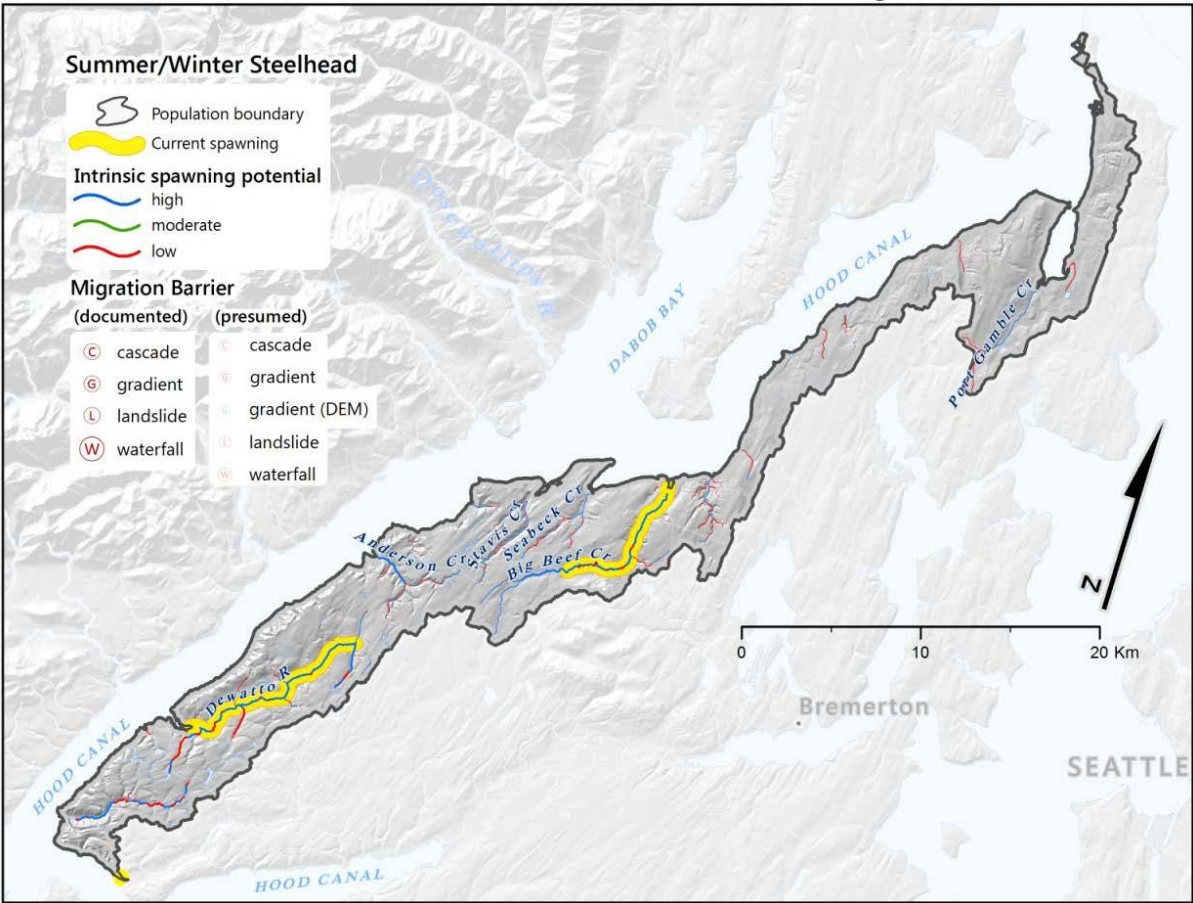 Summer/Winter Steelhead
Population boundary
Current spawning
Intrinsic spawning potential
high
moderate
low
Migration Barrier
(documented) (presumed)
C cascade C cascade
G gradient G gradient
L landslide G gradient (DEM)
W waterfall L landslide
W waterfall
Dosewallips R
DABOB BAY
HOOD CANAL
Port Gamble Cr
Anderson Cr
Stavis Cr
Seabeck Cr
Big Beef Cr
Dewatto R
HOOD CANAL
HOOD CANAL
N
0 10 20 Km
Bremerton
SEATTLE